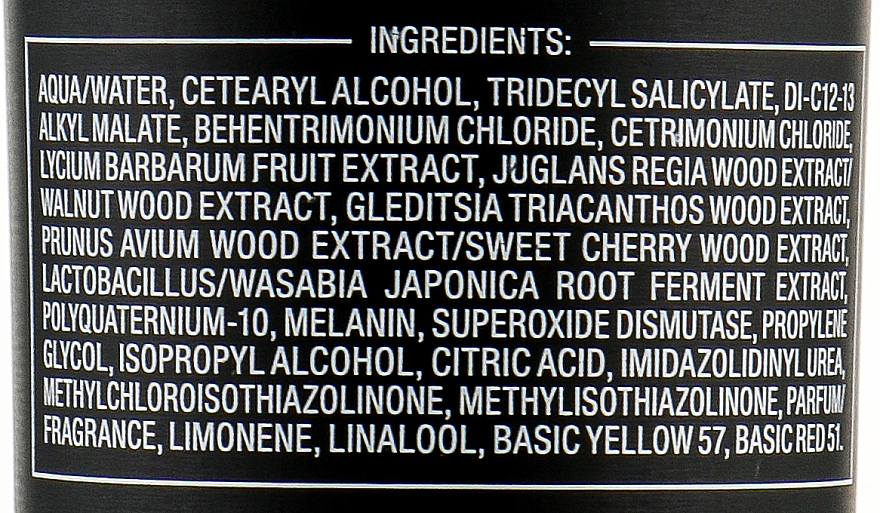 INGREDIENTS:
AQUA/WATER, CETEARYL ALCOHOL, TRIDECYL SALICYLATE, DI-C12-13
ALKYL MALATE, BEHENTRIMONIUM CHLORIDE, CETRIMONIUM CHLORIDE,
LYCIUM BARBARUM FRUIT EXTRACT, JUGLANS REGIA WOOD EXTRACT/
WALNUT WOOD EXTRACT, GLEDITSIA TRIACANTHOS WOOD EXTRACT,
PRUNUS AVIUM WOOD EXTRACT/SWEET CHERRY WOOD EXTRACT,
LACTOBACILLUS/WASABIA JAPONICA ROOT FERMENT EXTRACT,
POLYQUATERNIUM-10, MELANIN, SUPEROXIDE DISMUTASE, PROPYLENE
GLYCOL, ISOPROPYL ALCOHOL, CITRIC ACID, IMIDAZOLIDINYL UREA,
METHYLCHLOROISOTHIAZOLINONE, METHYLISOTHIAZOLINONE, PARFUM/
FRAGRANCE, LIMONENE, LINALOOL, BASIC YELLOW 57, BASIC RED 51.